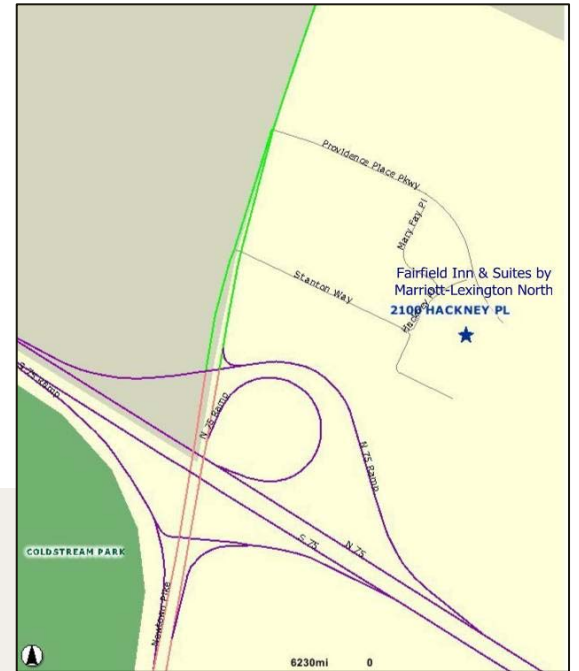 Providence Place Pkwy
Mary Fay Pl
Fairfield Inn & Suites by
Marriott-Lexington North
2100 HACKNEY PL
Stanton Way
S 75 Ramp
N 75 Ramp
N 75 Ramp
COLDSTREAM PARK
S 75
N 75
Newtown Pike
6230mi 0